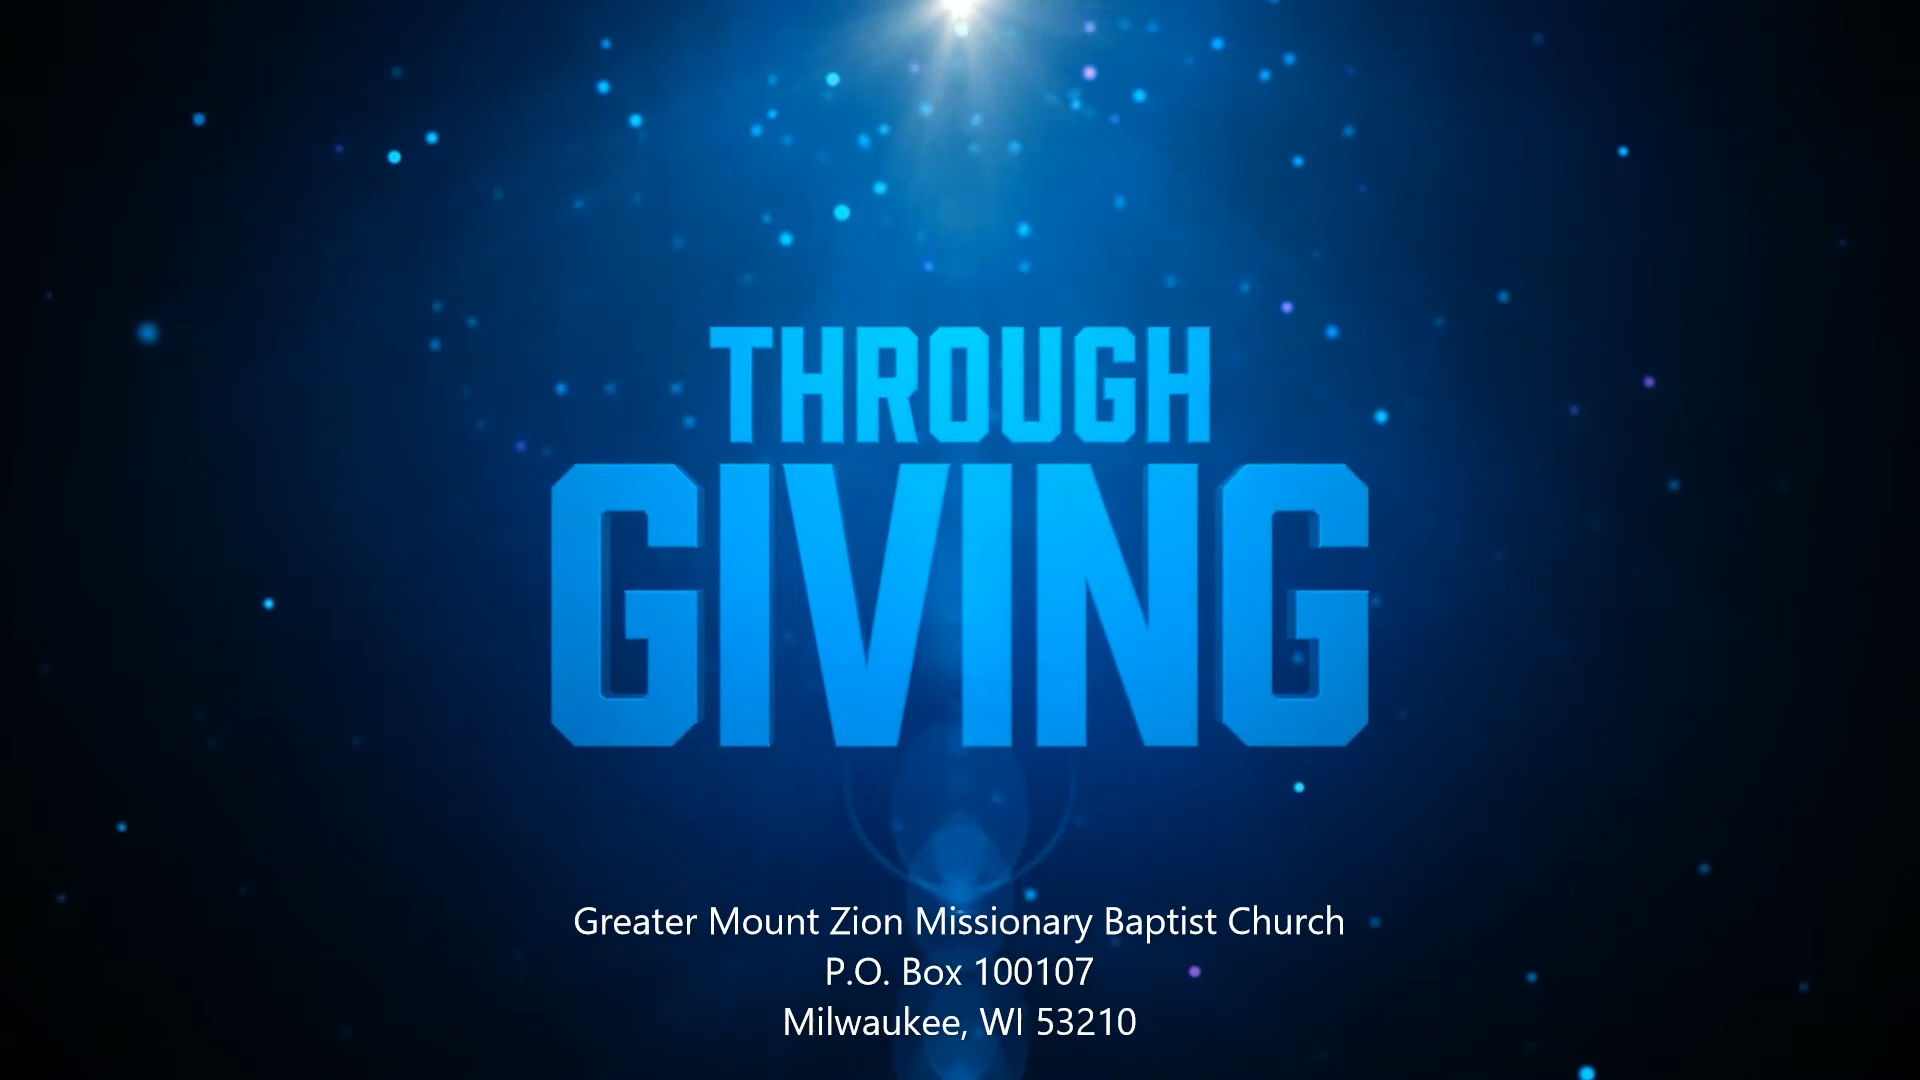 THROUGH
GIVING
Greater Mount Zion Missionary Baptist Church
P.O. Box 100107
Milwaukee, WI 53210